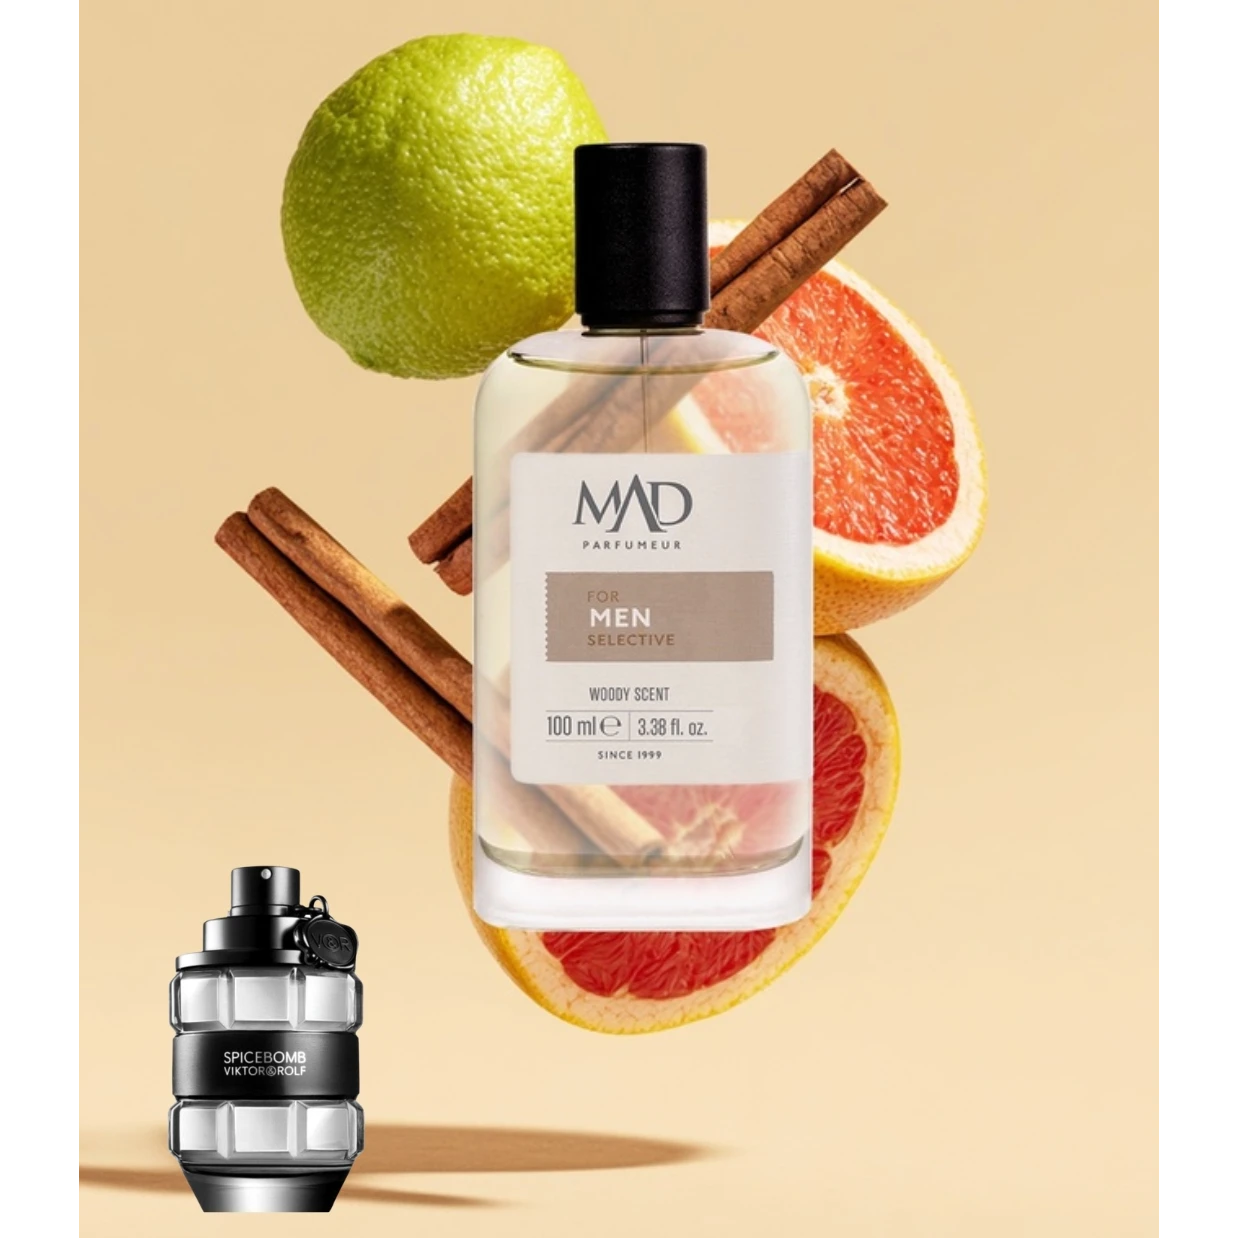 MAD
PARFUMEUR
FOR
MEN
SELECTIVE
WOODY SCENT
100 ml ℮ 3.38 fl. oz.
SINCE 1999
SPICEBOMB
VIKTOR&ROLF